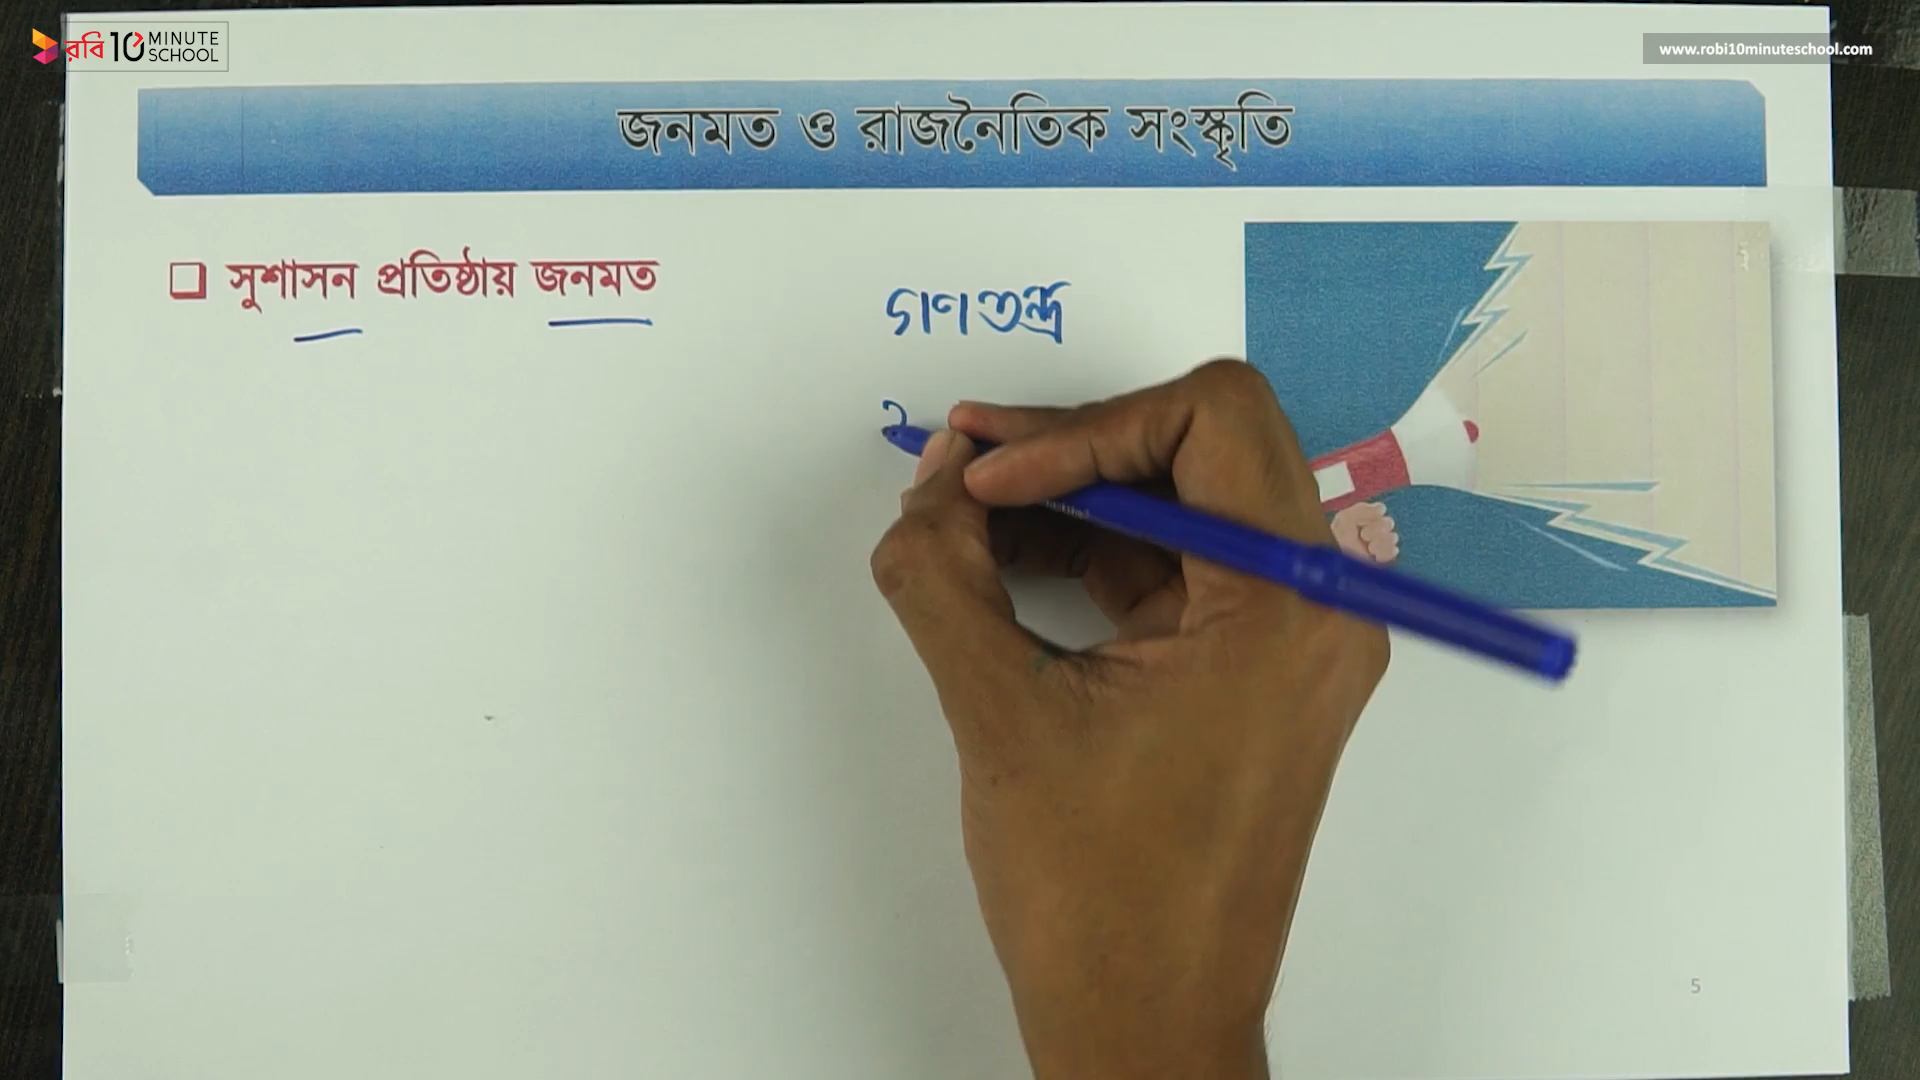 রবি 10 MINUTE SCHOOL
www.robi10minuteschool.com
জনমত ও রাজনৈতিক সংস্কৃতি
সুশাসন প্রতিষ্ঠায় জনমত
গণতন্ত্র
5